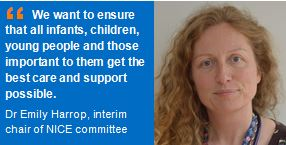 “ We want to ensure
that all infants, children,
young people and those
important to them get the
best care and support
possible.
Dr Emily Harrop, interim
chair of NICE committee